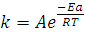 k = Ae^(-Ea/RT)